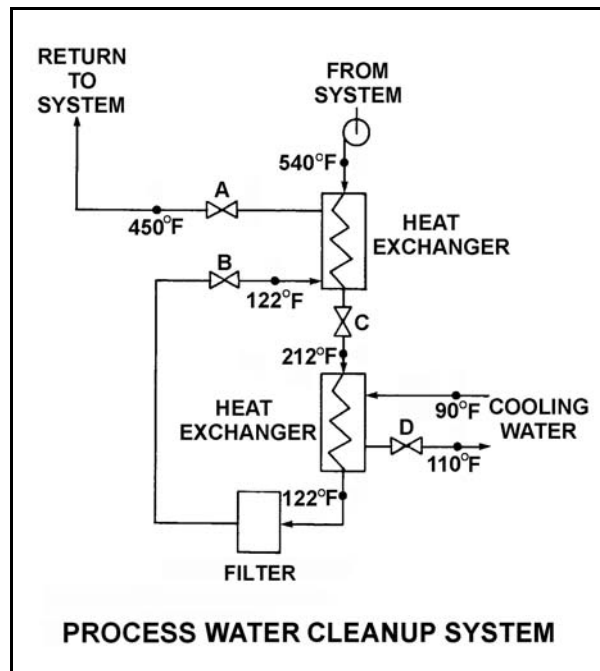 RETURN
TO
SYSTEM
FROM
SYSTEM
540°F
A
450°F
HEAT
EXCHANGER
B
122°F
C
212°F
HEAT
EXCHANGER
90°F
COOLING
WATER
D
110°F
122°F
FILTER
PROCESS WATER CLEANUP SYSTEM